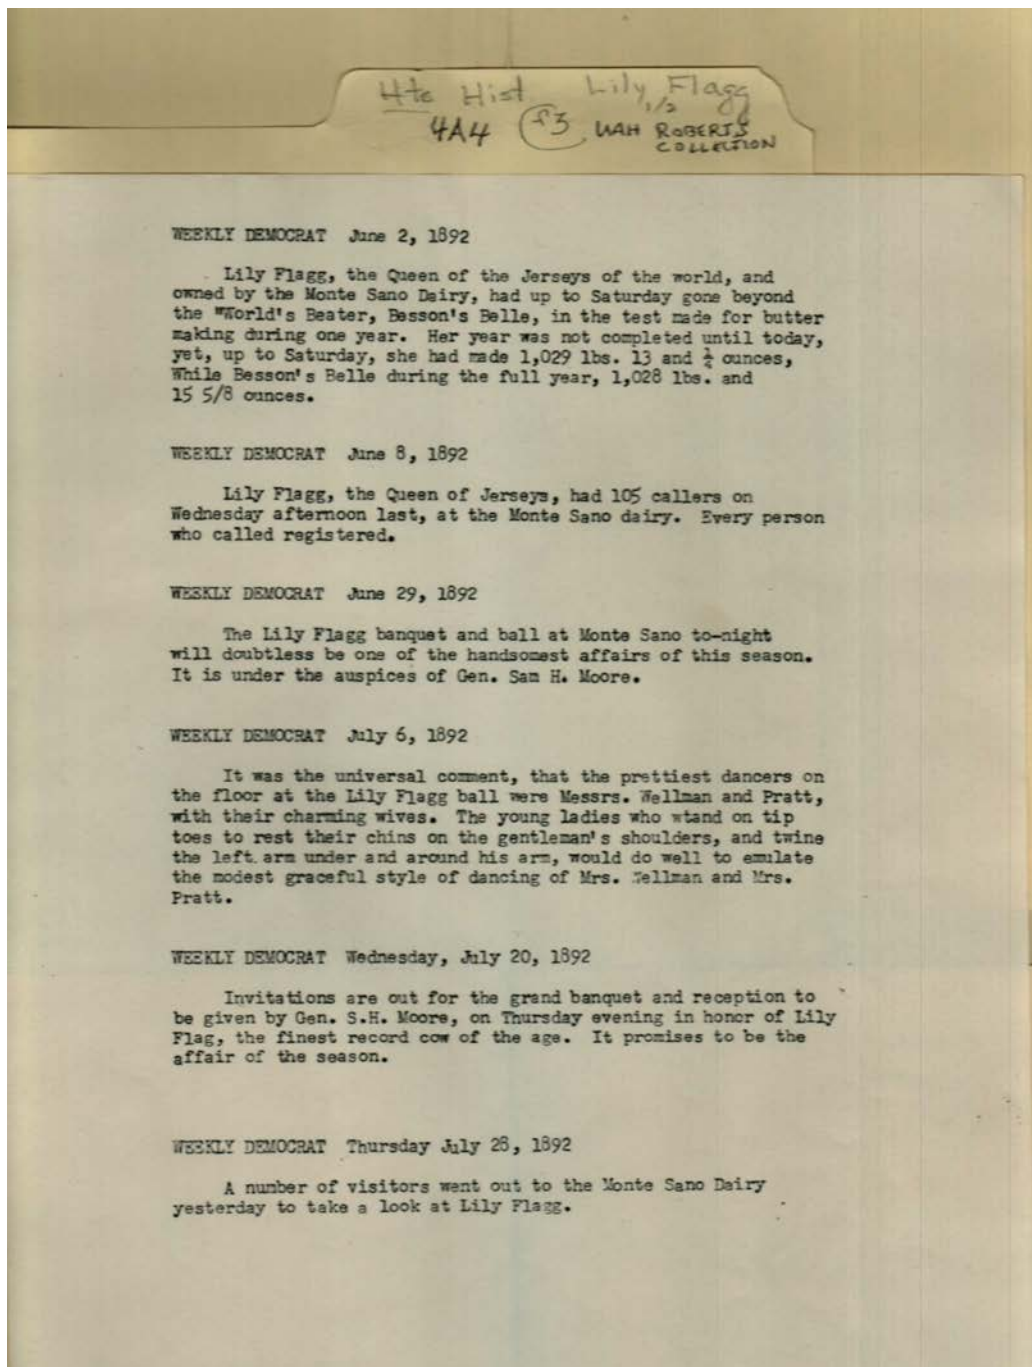 Hte Hist Lily Flagg
1/2
4A4 f3 UAH ROBERTS
COLLECTION
WEEKLY DEMOCRAT June 2, 1892
Lily Flagg, the Queen of the Jerseys of the world, and
owned by the Monte Sano Dairy, had up to Saturday gone beyond
the "World's Beater, Besson's Belle, in the test made for butter
making during one year. Her year was not completed until today,
yet, up to Saturday, she had made 1,029 lbs. 13 and ½ ounces,
While Besson's Belle during the full year, 1,028 lbs. and
15 5/8 ounces.
WEEKLY DEMOCRAT June 8, 1892
Lily Flagg, the Queen of Jerseys, had 105 callers on
Wednesday afternoon last, at the Monte Sano dairy. Every person
who called registered.
WEEKLY DEMOCRAT June 29, 1892
The Lily Flagg banquet and ball at Monte Sano to-night
will doubtless be one of the handsomest affairs of this season.
It is under the auspices of Gen. Sam H. Moore.
WEEKLY DEMOCRAT July 6, 1892
It was the universal comment, that the prettiest dancers on
the floor at the Lily Flagg ball were Messrs. Wellman and Pratt,
with their charming wives. The young ladies who wtand on tip
toes to rest their chins on the gentleman's shoulders, and twine
the left arm under and around his arm, would do well to emulate
the modest graceful style of dancing of Mrs. Wellman and Mrs.
Pratt.
WEEKLY DEMOCRAT Wednesday, July 20, 1892
Invitations are out for the grand banquet and reception to
be given by Gen. S.H. Moore, on Thursday evening in honor of Lily
Flag, the finest record cow of the age. It promises to be the
affair of the season.
WEEKLY DEMOCRAT Thursday July 28, 1892
A number of visitors went out to the Monte Sano Dairy
yesterday to take a look at Lily Flagg.